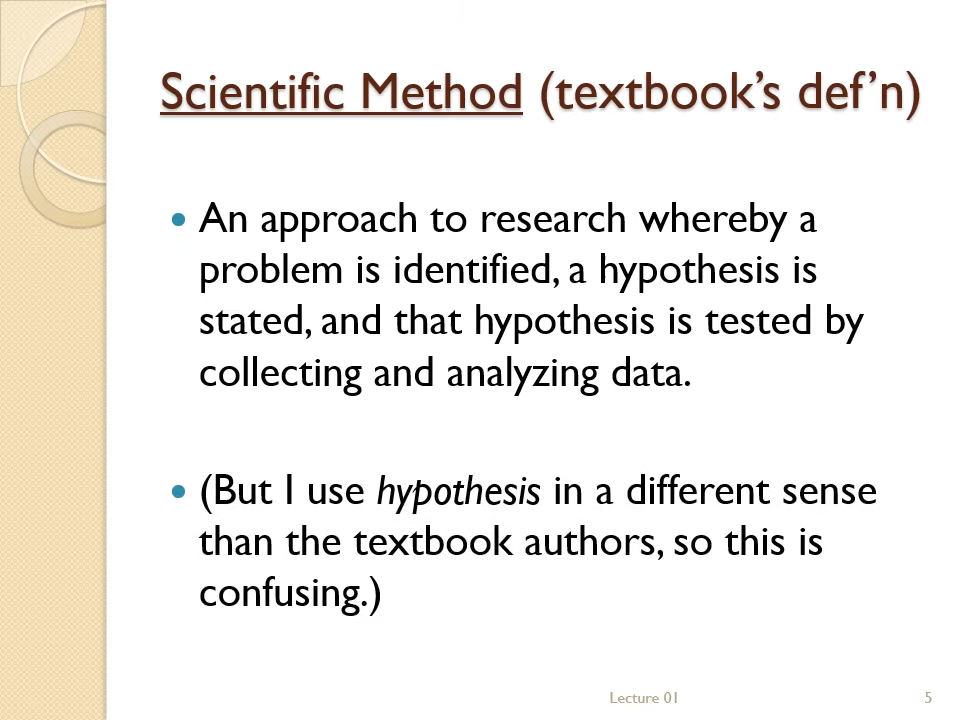 Scientific Method (textbook’s def’n)
• An approach to research whereby a
problem is identified, a hypothesis is
stated, and that hypothesis is tested by
collecting and analyzing data.
• (But I use hypothesis in a different sense
than the textbook authors, so this is
confusing.)
Lecture 01
5